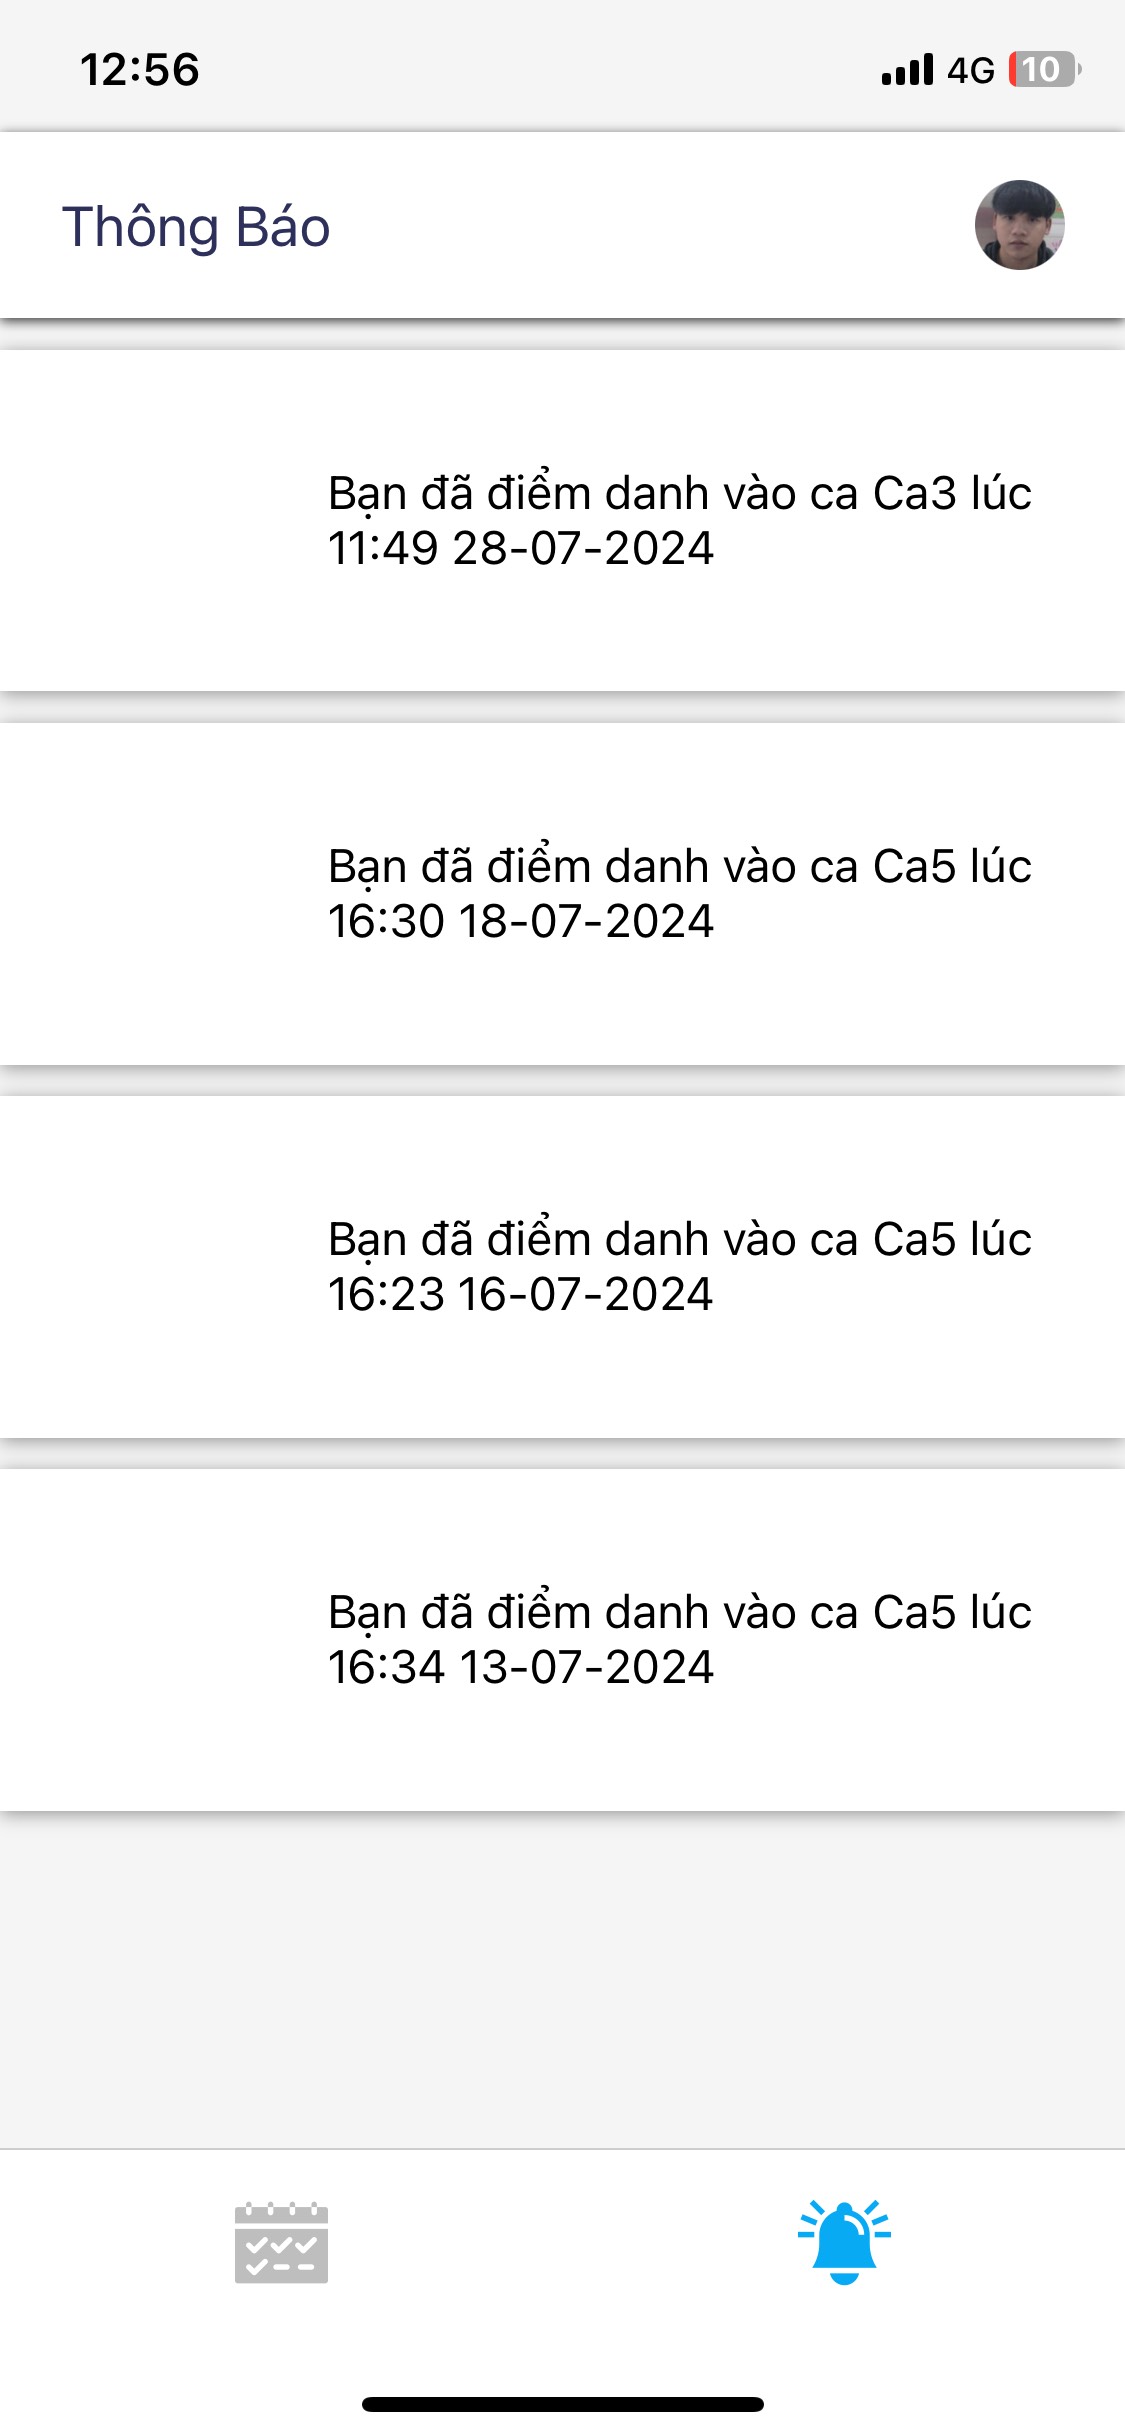 12:56
4G 10
Thông Báo
Bạn đã điểm danh vào ca Ca3 lúc
11:49 28-07-2024
Bạn đã điểm danh vào ca Ca5 lúc
16:30 18-07-2024
Bạn đã điểm danh vào ca Ca5 lúc
16:23 16-07-2024
Bạn đã điểm danh vào ca Ca5 lúc
16:34 13-07-2024